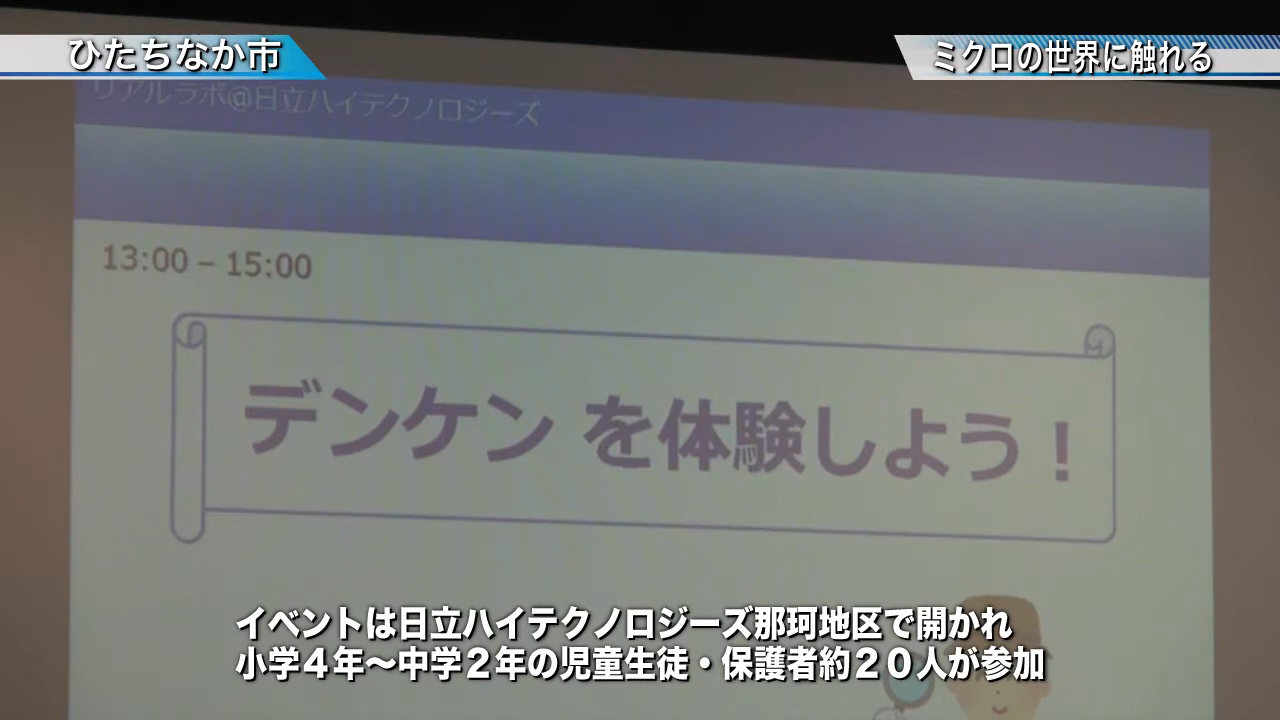 ひたちなか市
ミクロの世界に触れる
リアルラボ@日立ハイテクノロジーズ
13:00 – 15:00
デンケン を体験しよう！
イベントは日立ハイテクノロジーズ那珂地区で開かれ
小学４年～中学２年の児童生徒・保護者約２０人が参加